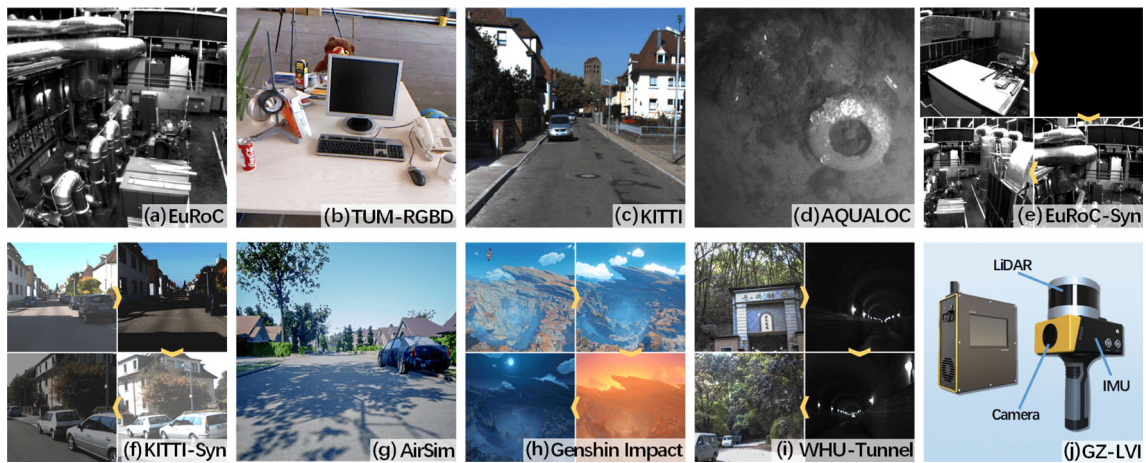 (a) EuRoC
(b) TUM-RGBD
(c) KITTI
(d) AQUALOC
(e) EuRoC-Syn
(f) KITTI-Syn
(g) AirSim
(h) Genshin Impact
(i) WHU-Tunnel
LiDAR
IMU
Camera
(j) GZ-LVI